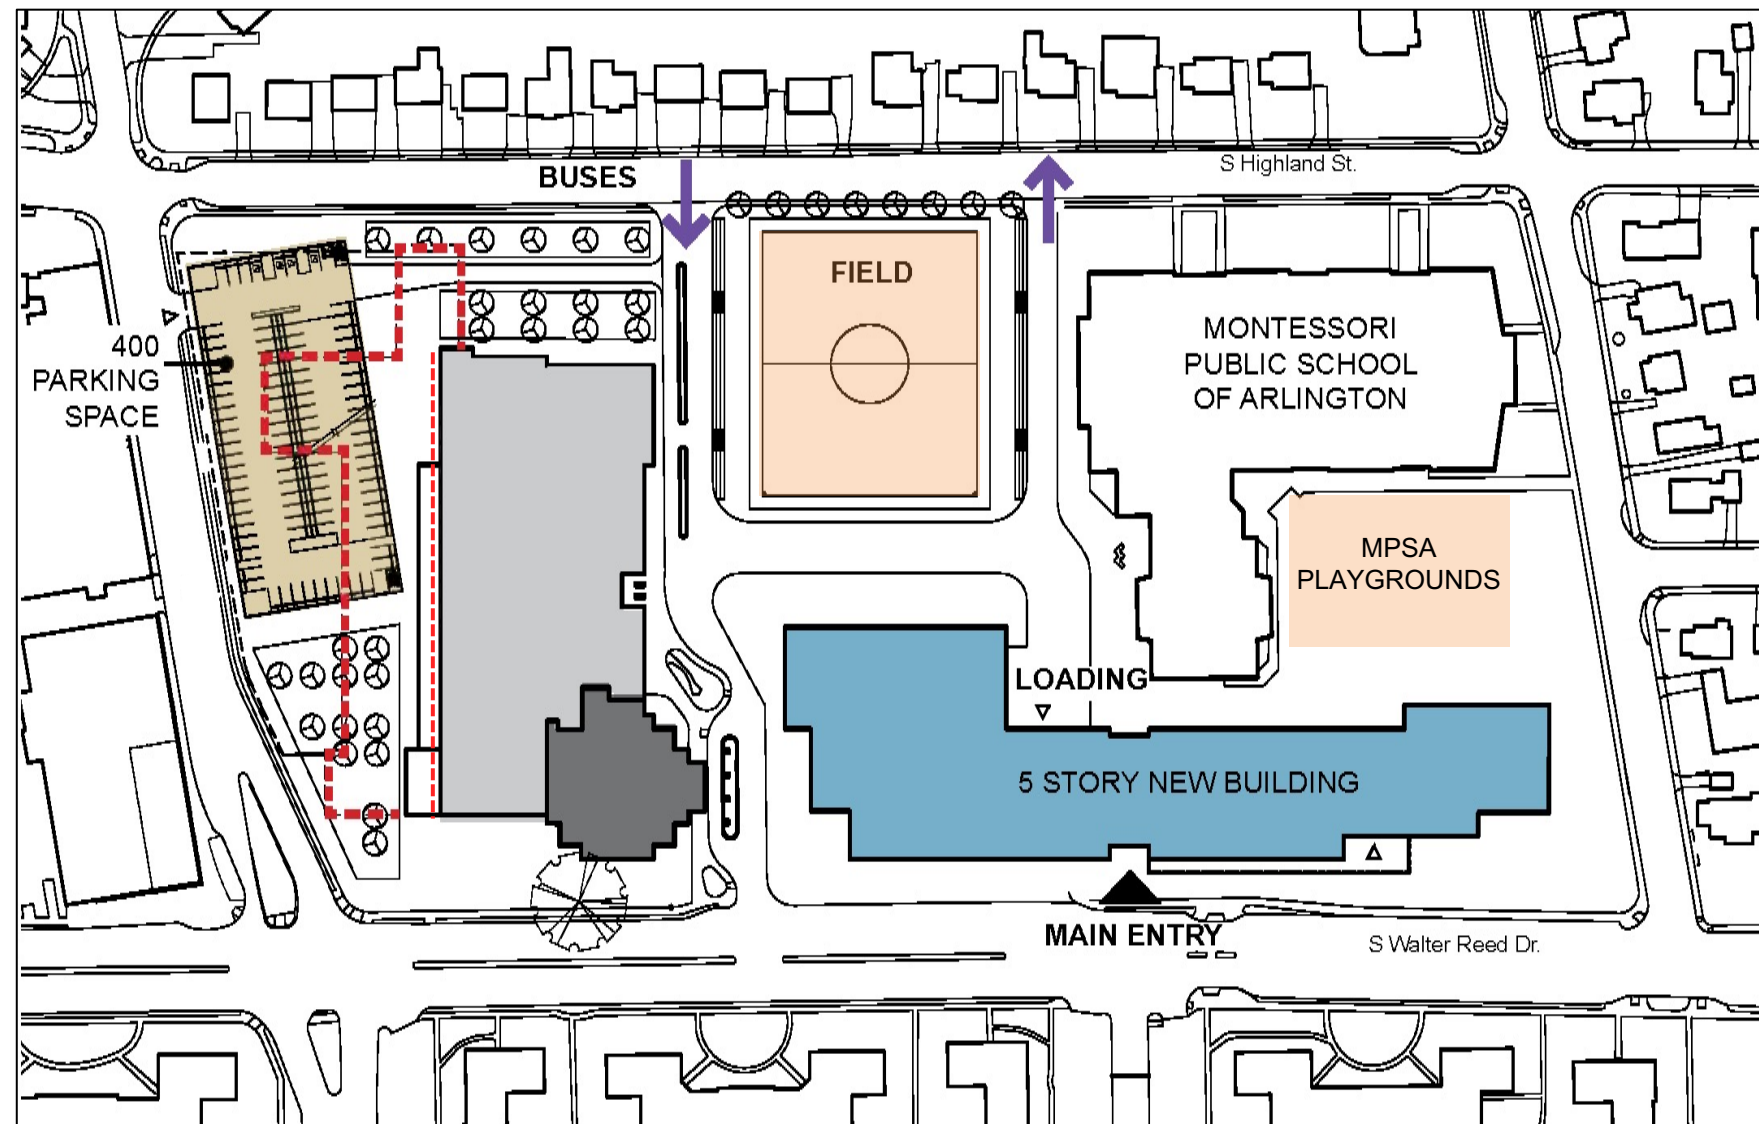 S Highland St.
BUSES
FIELD
MONTESSORI
PUBLIC SCHOOL
OF ARLINGTON
400
PARKING
SPACE
MPSA
PLAYGROUNDS
LOADING
5 STORY NEW BUILDING
MAIN ENTRY
S Walter Reed Dr.